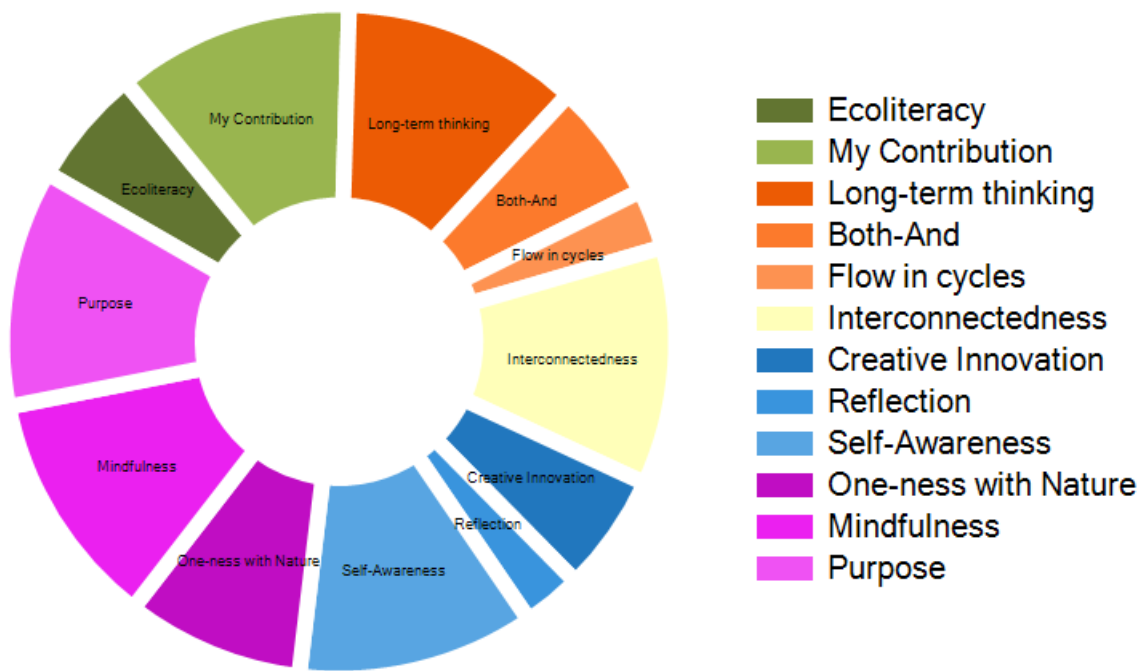 My Contribution
Long-term thinking
Ecoliteracy
Both-And
Flow in cycles
Purpose
Interconnectedness
Mindfulness
Creative Innovation
Reflection
One-ness with Nature
Self-Awareness
Ecoliteracy
My Contribution
Long-term thinking
Both-And
Flow in cycles
Interconnectedness
Creative Innovation
Reflection
Self-Awareness
One-ness with Nature
Mindfulness
Purpose